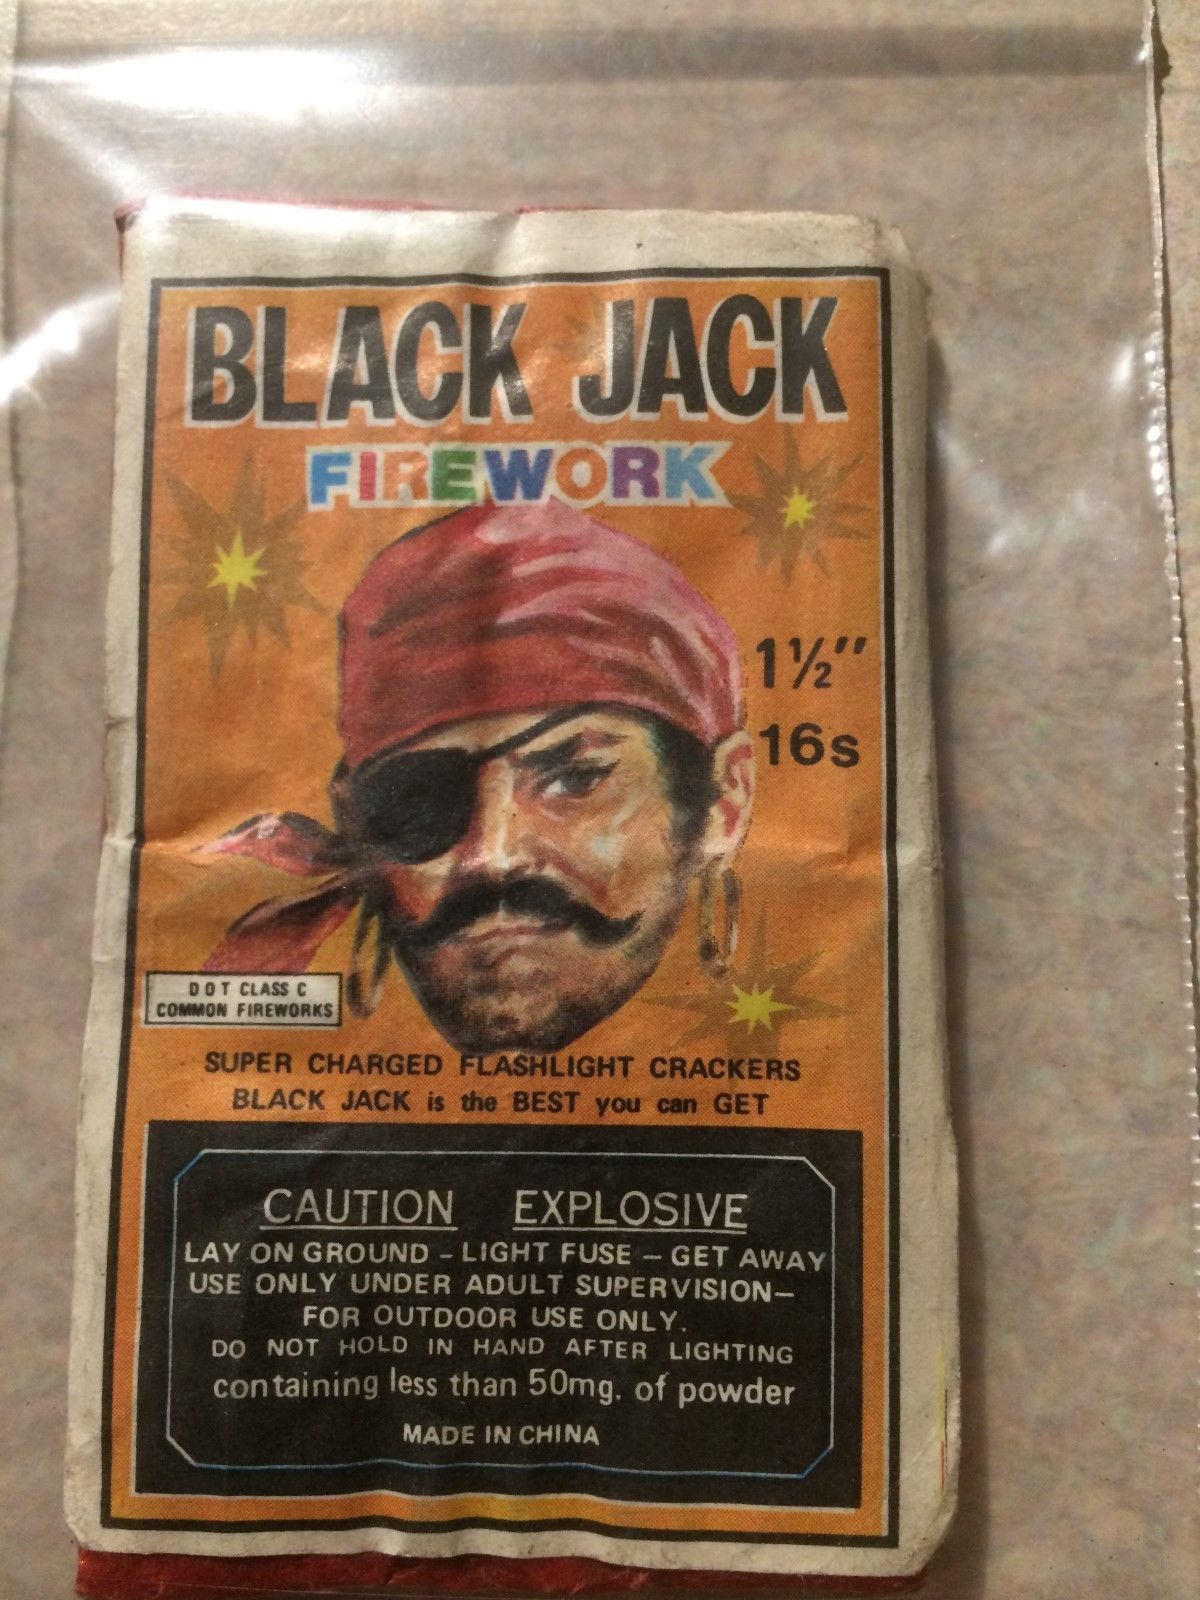 BLACK JACK
FIREWORK
1½"
16s
D O T CLASS C
COMMON FIREWORKS
SUPER CHARGED FLASHLIGHT CRACKERS
BLACK JACK is the BEST you can GET
CAUTION EXPLOSIVE
LAY ON GROUND – LIGHT FUSE – GET AWAY
USE ONLY UNDER ADULT SUPERVISION–
FOR OUTDOOR USE ONLY.
DO NOT HOLD IN HAND AFTER LIGHTING
containing less than 50mg. of powder
MADE IN CHINA